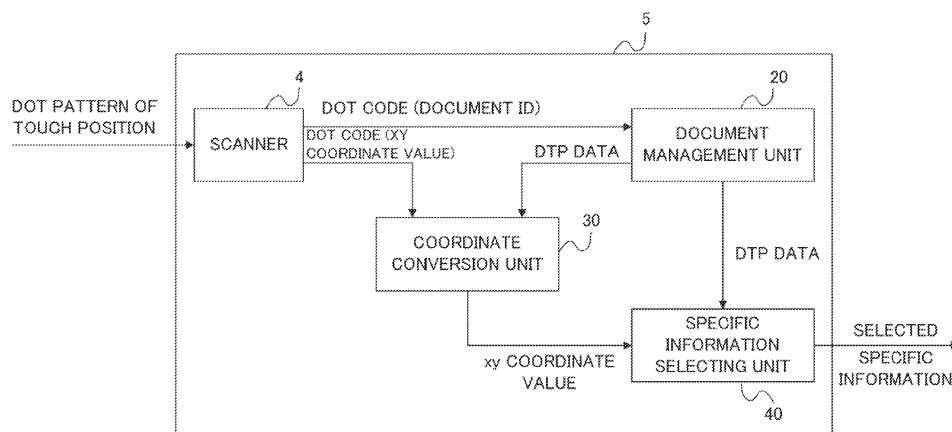 5
DOT PATTERN OF
TOUCH POSITION
4
SCANNER
DOT CODE (DOCUMENT ID)
DOT CODE (XY
COORDINATE VALUE)
20
DOCUMENT
MANAGEMENT UNIT
DTP DATA
30
COORDINATE
CONVERSION UNIT
DTP DATA
xy COORDINATE
VALUE
SPECIFIC
INFORMATION
SELECTING UNIT
40
SELECTED
SPECIFIC
INFORMATION